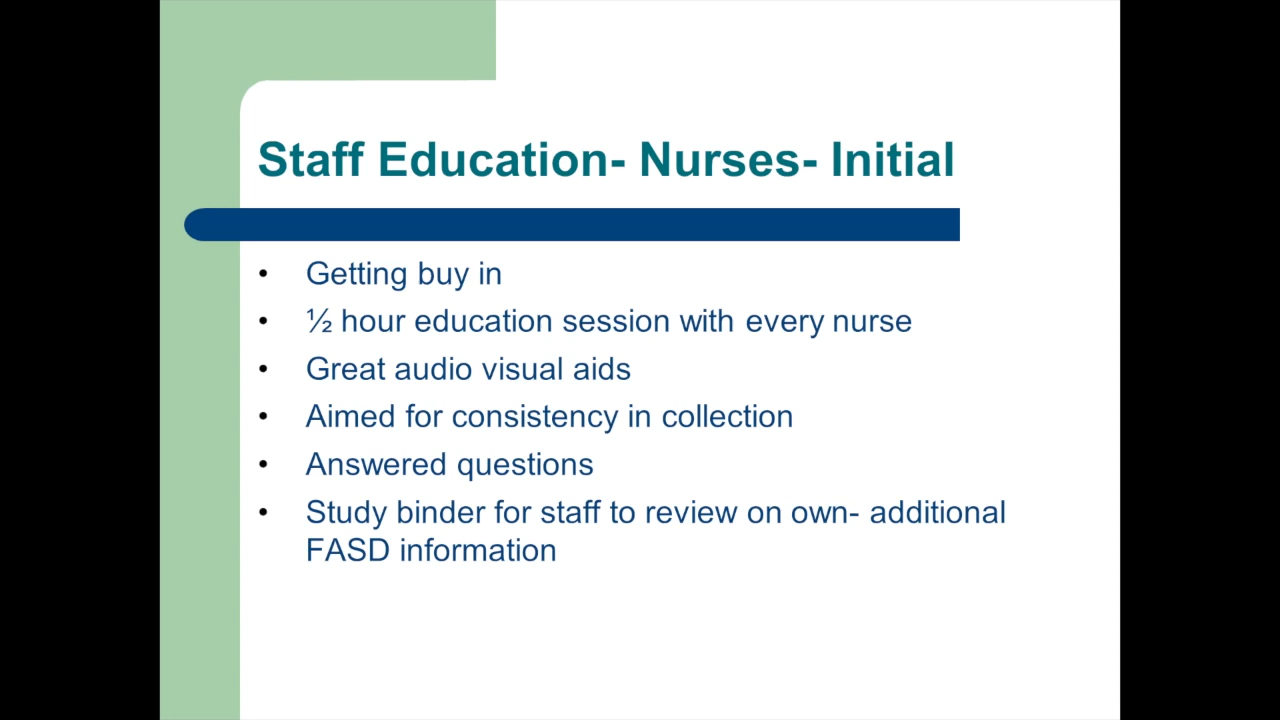 Staff Education- Nurses- Initial
• Getting buy in
• ½ hour education session with every nurse
• Great audio visual aids
• Aimed for consistency in collection
• Answered questions
• Study binder for staff to review on own- additional
FASD information